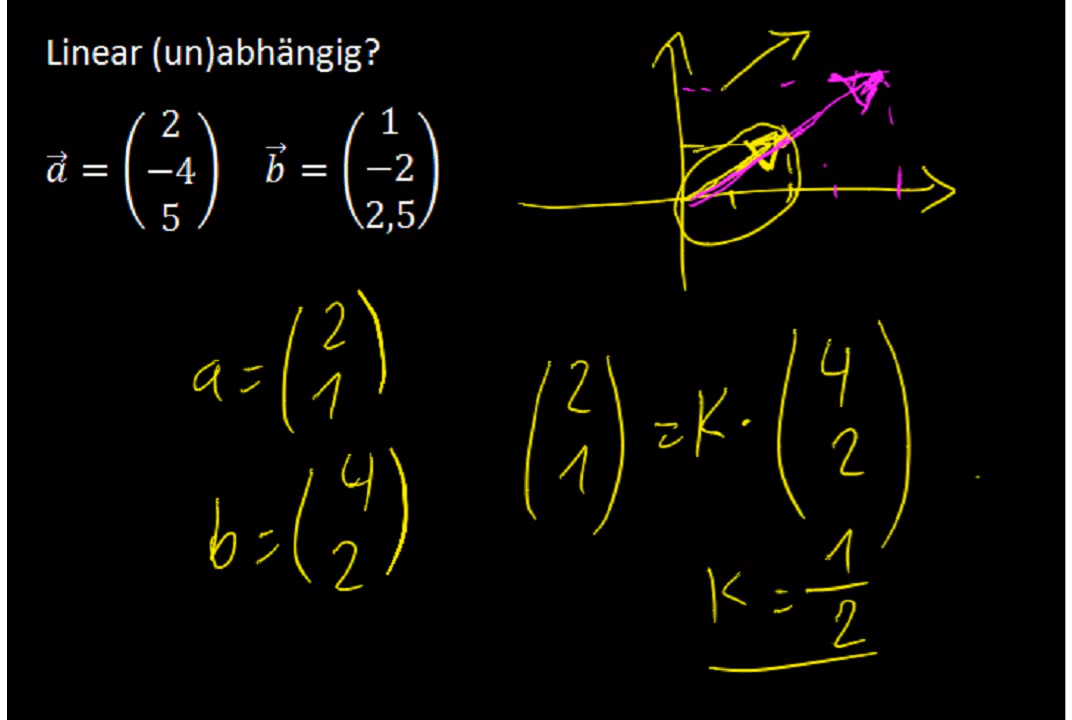 Linear (un)abhängig?
a⃗ = (2 −4 5) b⃗ = (1 −2 2,5)
a = (2 1)
b = (4 2)
(2 1) = K · (4 2)
K = 1/2